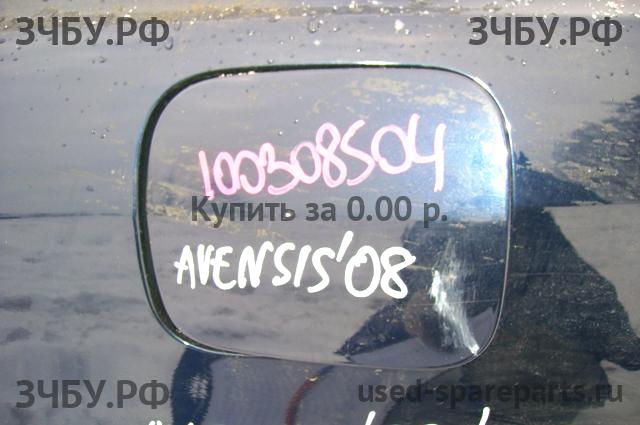 ЗЧБУ.РФ ЗЧБУ.РФ
100308504
Купить за 0.00 р.
AVENSIS'08
ЗЧБУ.РФ used-spareparts.ru